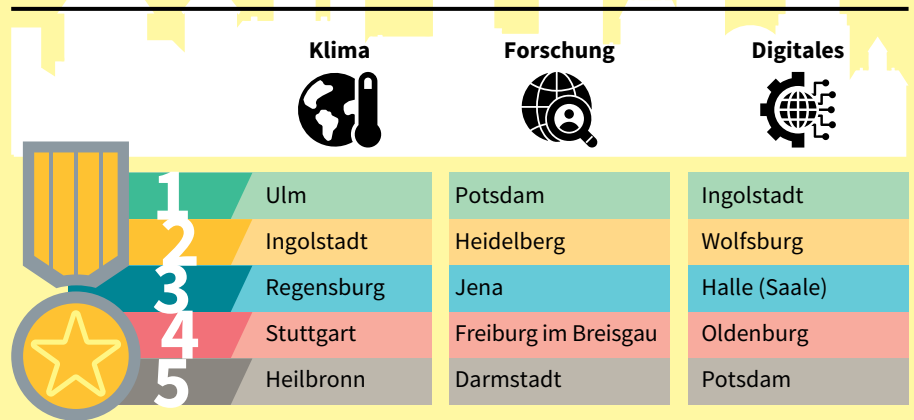 Klima Forschung Digitales
1 Ulm Potsdam Ingolstadt
2 Ingolstadt Heidelberg Wolfsburg
3 Regensburg Jena Halle (Saale)
4 Stuttgart Freiburg im Breisgau Oldenburg
5 Heilbronn Darmstadt Potsdam